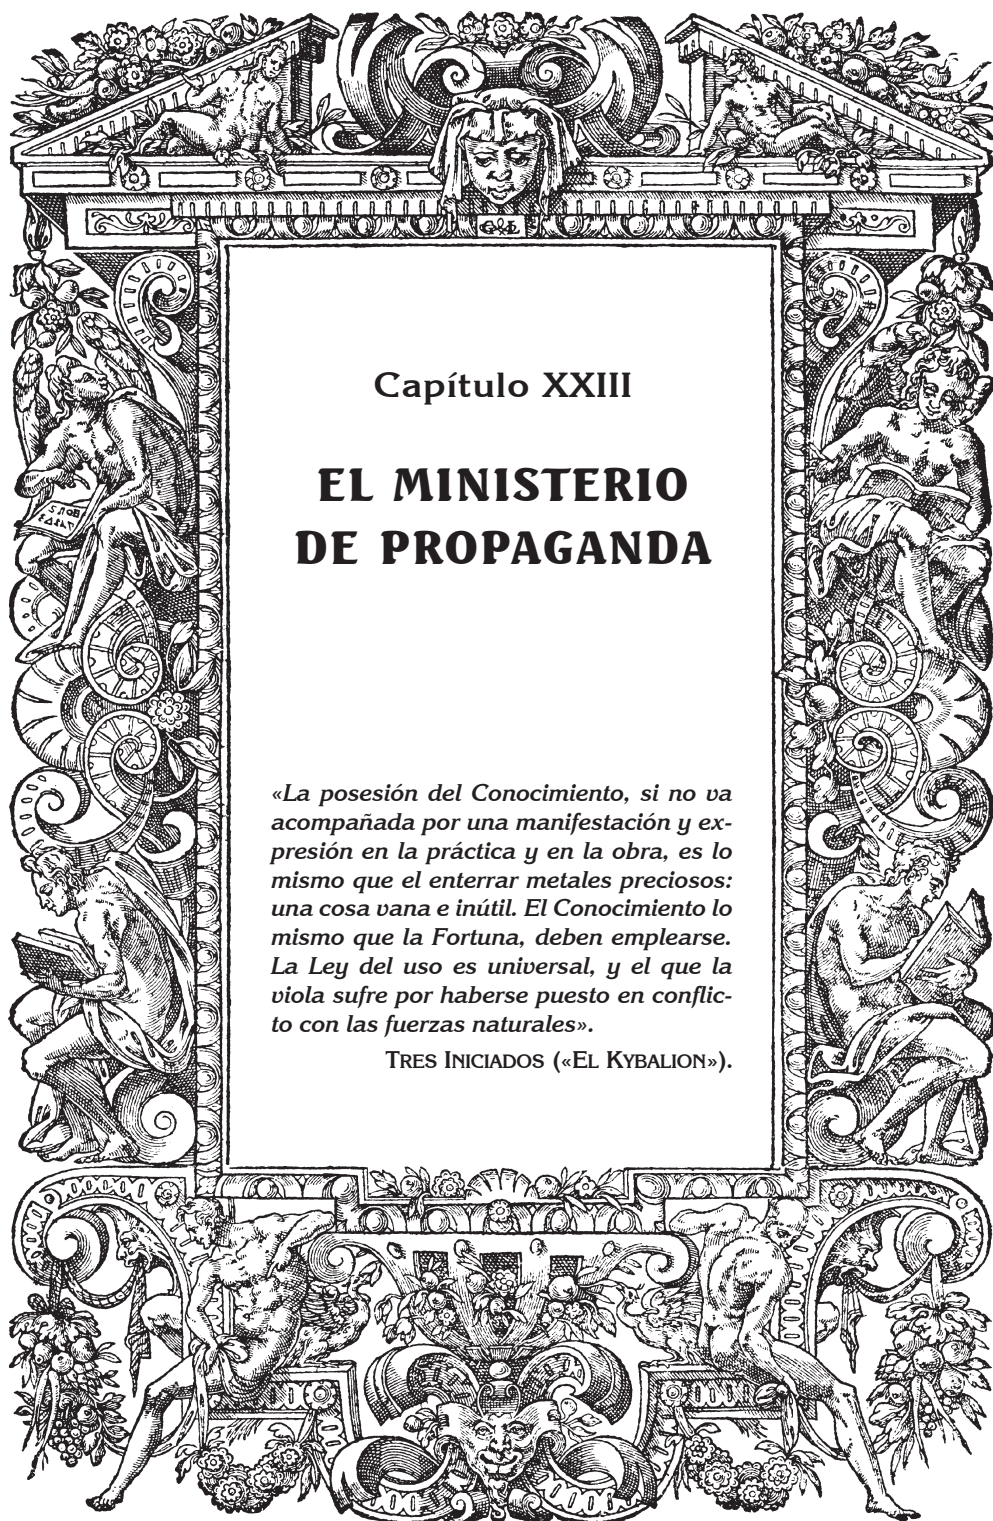 Capítulo XXIII
EL MINISTERIO
DE PROPAGANDA
«La posesión del Conocimiento, si no va
acompañada por una manifestación y ex-
presión en la práctica y en la obra, es lo
mismo que el enterrar metales preciosos:
una cosa vana e inútil. El Conocimiento lo
mismo que la Fortuna, deben emplearse.
La Ley del uso es universal, y el que la
viola sufre por haberse puesto en conflic-
to con las fuerzas naturales».
TRES INICIADOS («EL KYBALION»).